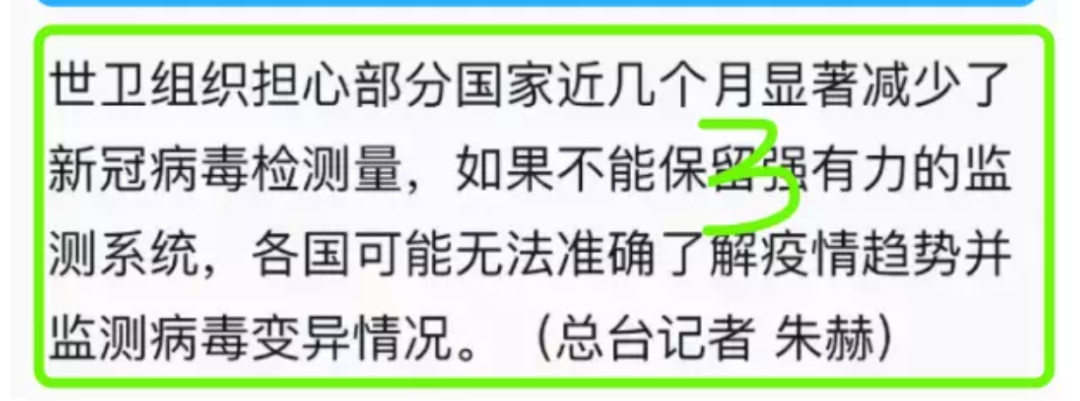 世卫组织担心部分国家近几个月显著减少了
新冠病毒检测量，如果不能保留强有力的监
测系统，各国可能无法准确了解疫情趋势并
监测病毒变异情况。（总台记者 朱赫）
3